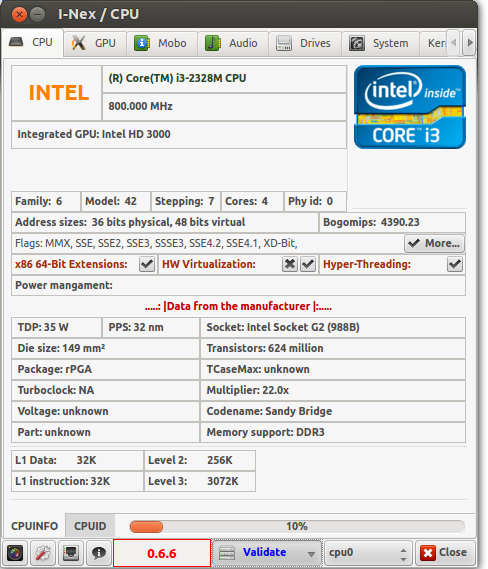 I-Nex / CPU
CPU GPU Mobo Audio Drives System Ker
INTEL
(R) Core(TM) i3-2328M CPU
800.000 MHz
Integrated GPU: Intel HD 3000
(intel) inside™
CORE™ i3
Family: 6 Model: 42 Stepping: 7 Cores: 4 Phy id: 0
Address sizes: 36 bits physical, 48 bits virtual Bogomips: 4390.23
Flags: MMX, SSE, SSE2, SSE3, SSSE3, SSE4.2, SSE4.1, XD-Bit, More...
x86 64-Bit Extensions: HW Virtualization: Hyper-Threading:
Power mangament:
.....: |Data from the manufacturer |:.....
TDP: 35 W PPS: 32 nm Socket: Intel Socket G2 (988B)
Die size: 149 mm² Transistors: 624 million
Package: rPGA TCaseMax: unknown
Turboclock: NA Multiplier: 22.0x
Voltage: unknown Codename: Sandy Bridge
Part: unknown Memory support: DDR3
L1 Data: 32K Level 2: 256K
L1 instruction: 32K Level 3: 3072K
CPUINFO CPUID 10%
0.6.6 Validate cpu0 Close